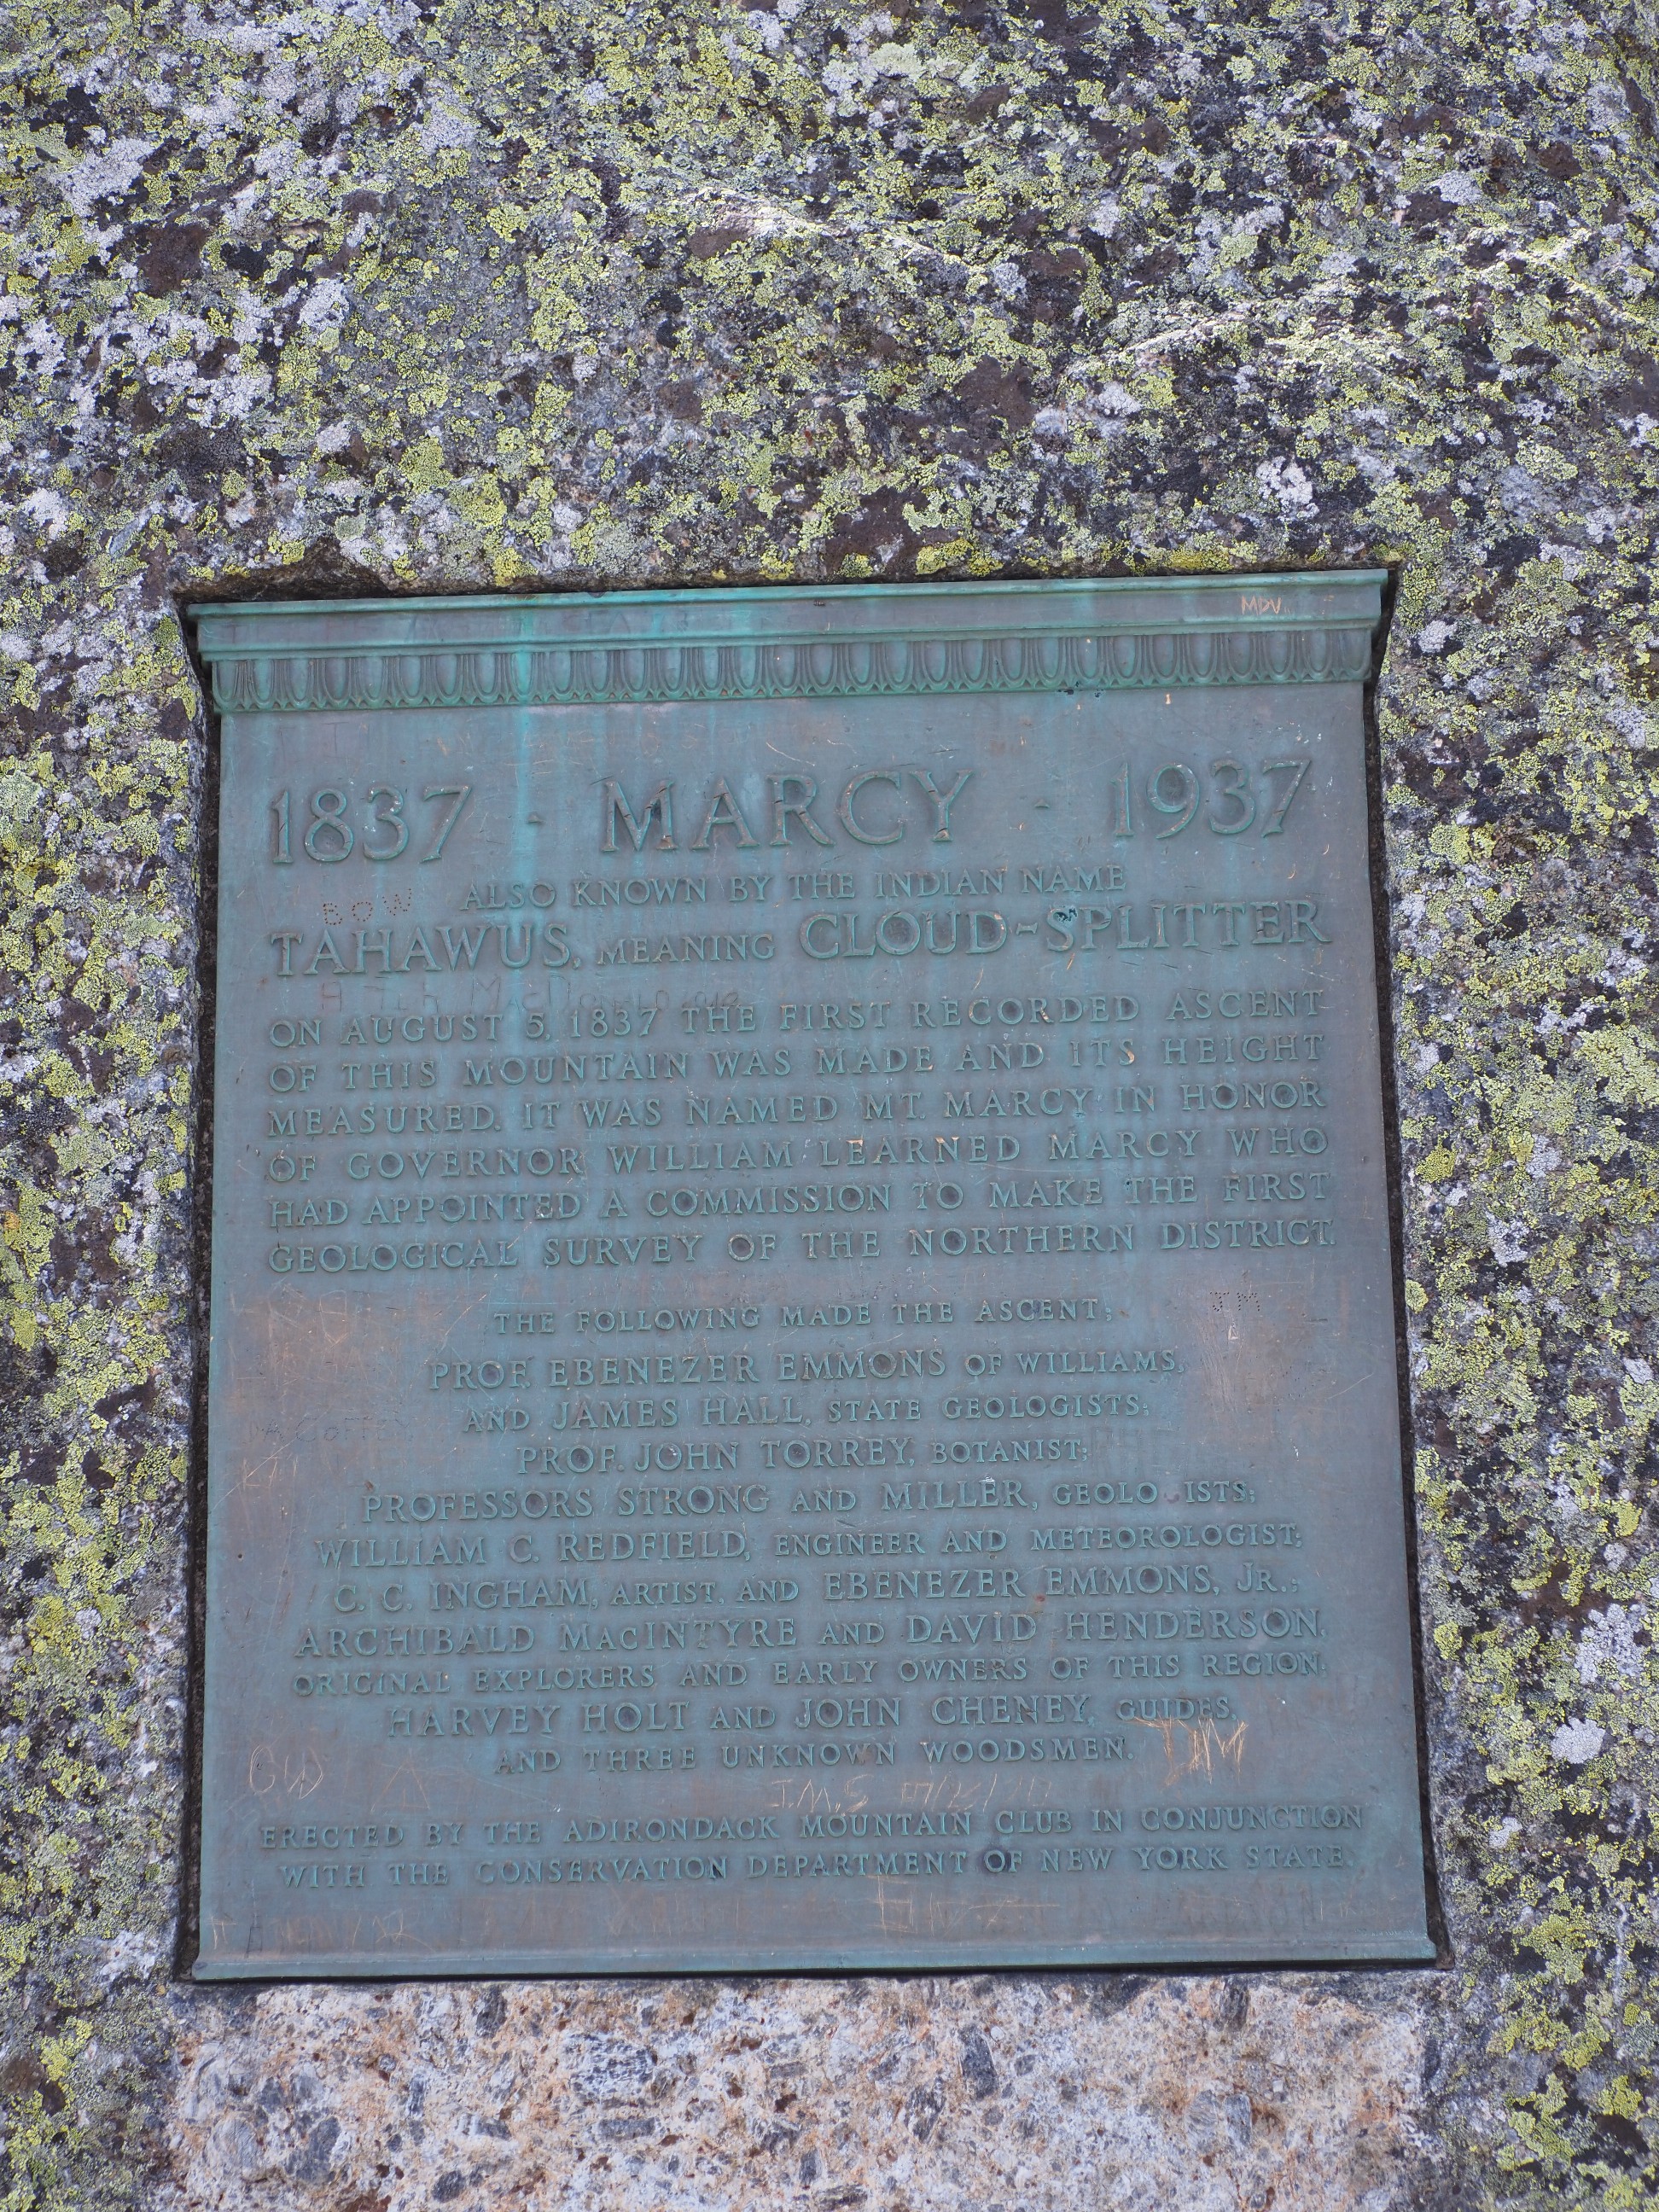 MDV
1837 · MARCY · 1937
ALSO KNOWN BY THE INDIAN NAME
BOW
TAHAWUS, MEANING CLOUD-SPLITTER
ON AUGUST 5, 1837 THE FIRST RECORDED ASCENT
OF THIS MOUNTAIN WAS MADE AND ITS HEIGHT
MEASURED. IT WAS NAMED MT. MARCY IN HONOR
OF GOVERNOR WILLIAM LEARNED MARCY WHO
HAD APPOINTED A COMMISSION TO MAKE THE FIRST
GEOLOGICAL SURVEY OF THE NORTHERN DISTRICT.
JM
THE FOLLOWING MADE THE ASCENT;
PROF. EBENEZER EMMONS OF WILLIAMS,
AND JAMES HALL, STATE GEOLOGISTS;
PROF. JOHN TORREY, BOTANIST;
PROFESSORS STRONG AND MILLER, GEOLO ISTS;
WILLIAM C. REDFIELD, ENGINEER AND METEOROLOGIST;
C. C. INGHAM, ARTIST, AND EBENEZER EMMONS, JR.;
ARCHIBALD MACINTYRE AND DAVID HENDERSON,
ORIGINAL EXPLORERS AND EARLY OWNERS OF THIS REGION;
HARVEY HOLT AND JOHN CHENEY, GUIDES,
AND THREE UNKNOWN WOODSMEN.
GWD
J.M.S
ERECTED BY THE ADIRONDACK MOUNTAIN CLUB IN CONJUNCTION
WITH THE CONSERVATION DEPARTMENT OF NEW YORK STATE.